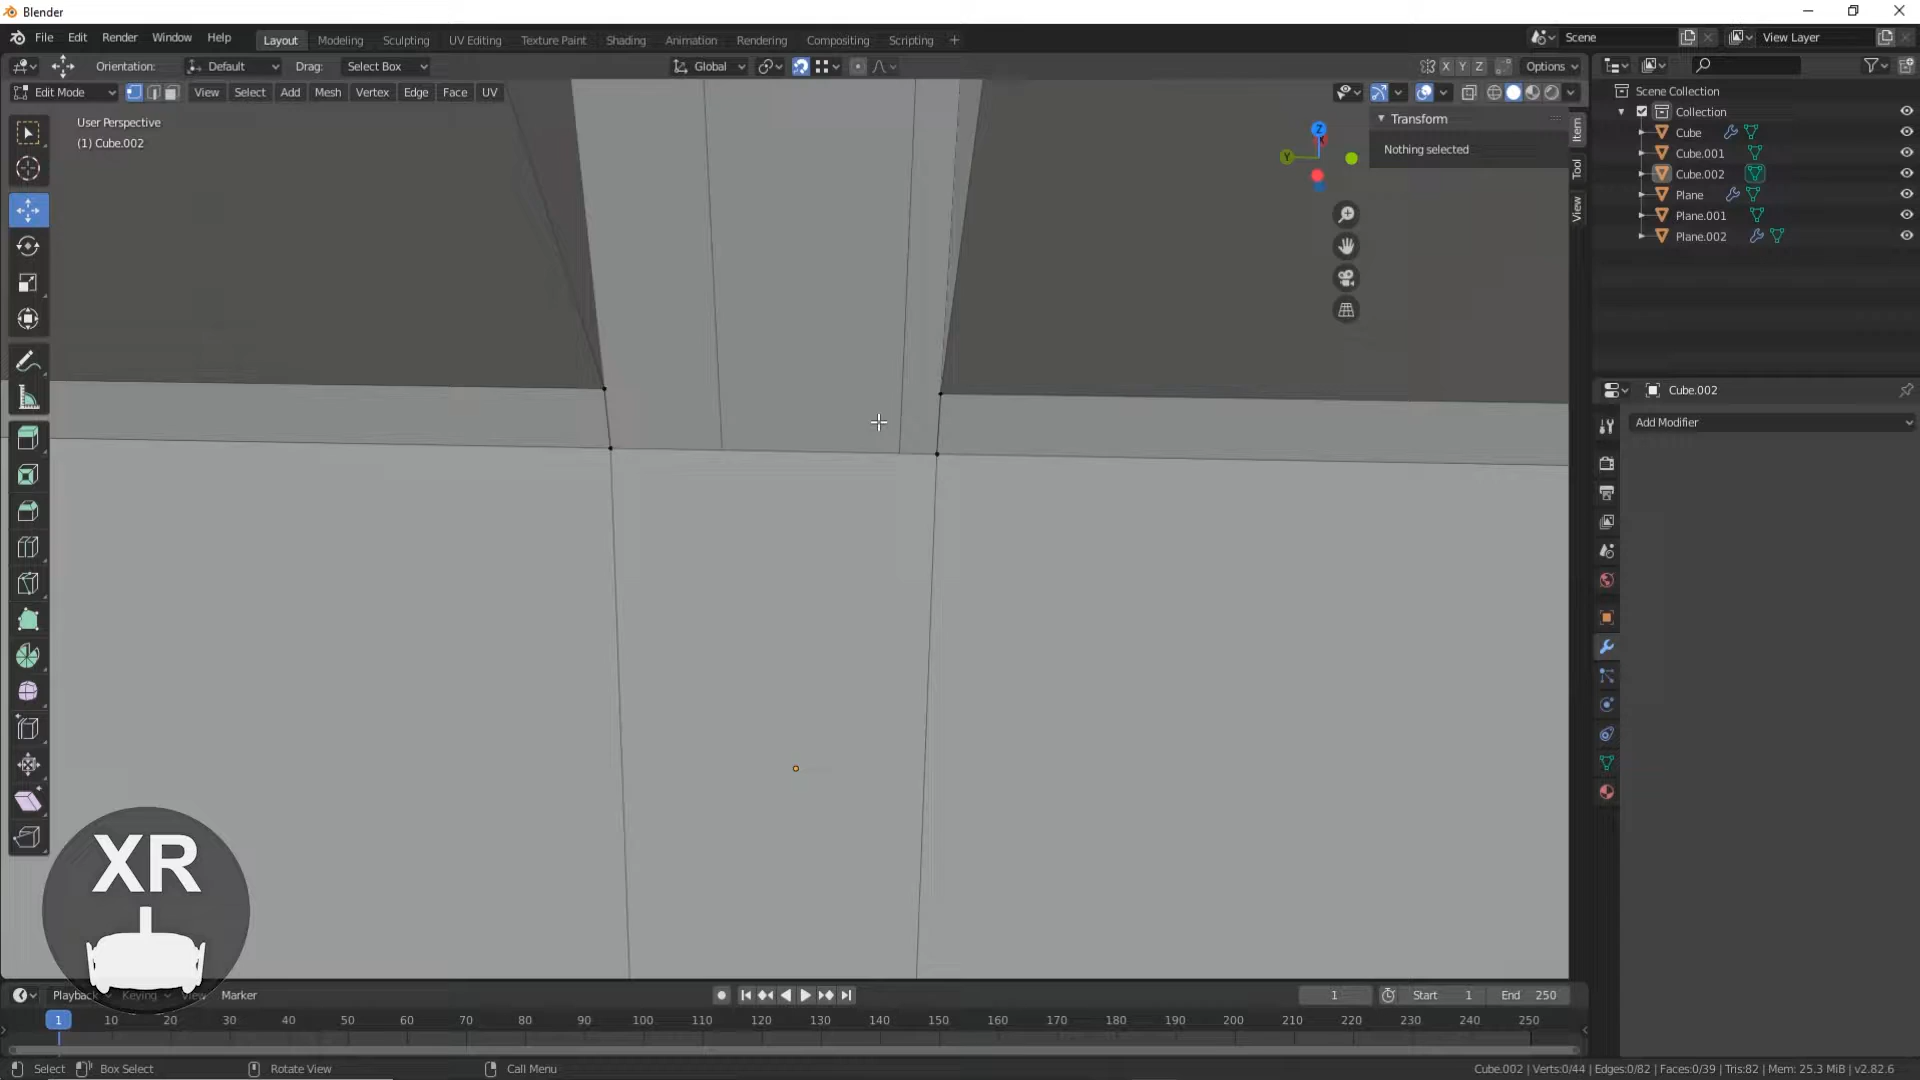 Blender
File Edit Render Window Help
Layout Modeling Sculpting UV Editing Texture Paint Shading Animation Rendering Compositing Scripting +
Scene
View Layer
Orientation: Default Drag: Select Box
Global
X Y Z Options
Edit Mode View Select Add Mesh Vertex Edge Face UV
User Perspective
(1) Cube.002
Z
Y
Transform
Nothing selected
Item
Tool
View
Scene Collection
Collection
Cube
Cube.001
Cube.002
Plane
Plane.001
Plane.002
Cube.002
Add Modifier
XR
Playback Keying View Marker
1 Start 1 End 250
1 10 20 30 40 50 60 70 80 90 100 110 120 130 140 150 160 170 180 190 200 210 220 230 240 250
Select Box Select Rotate View Call Menu
Cube.002 | Verts:0/44 | Edges:0/82 | Faces:0/39 | Tris:82 | Mem: 25.3 MiB | v2.82.6